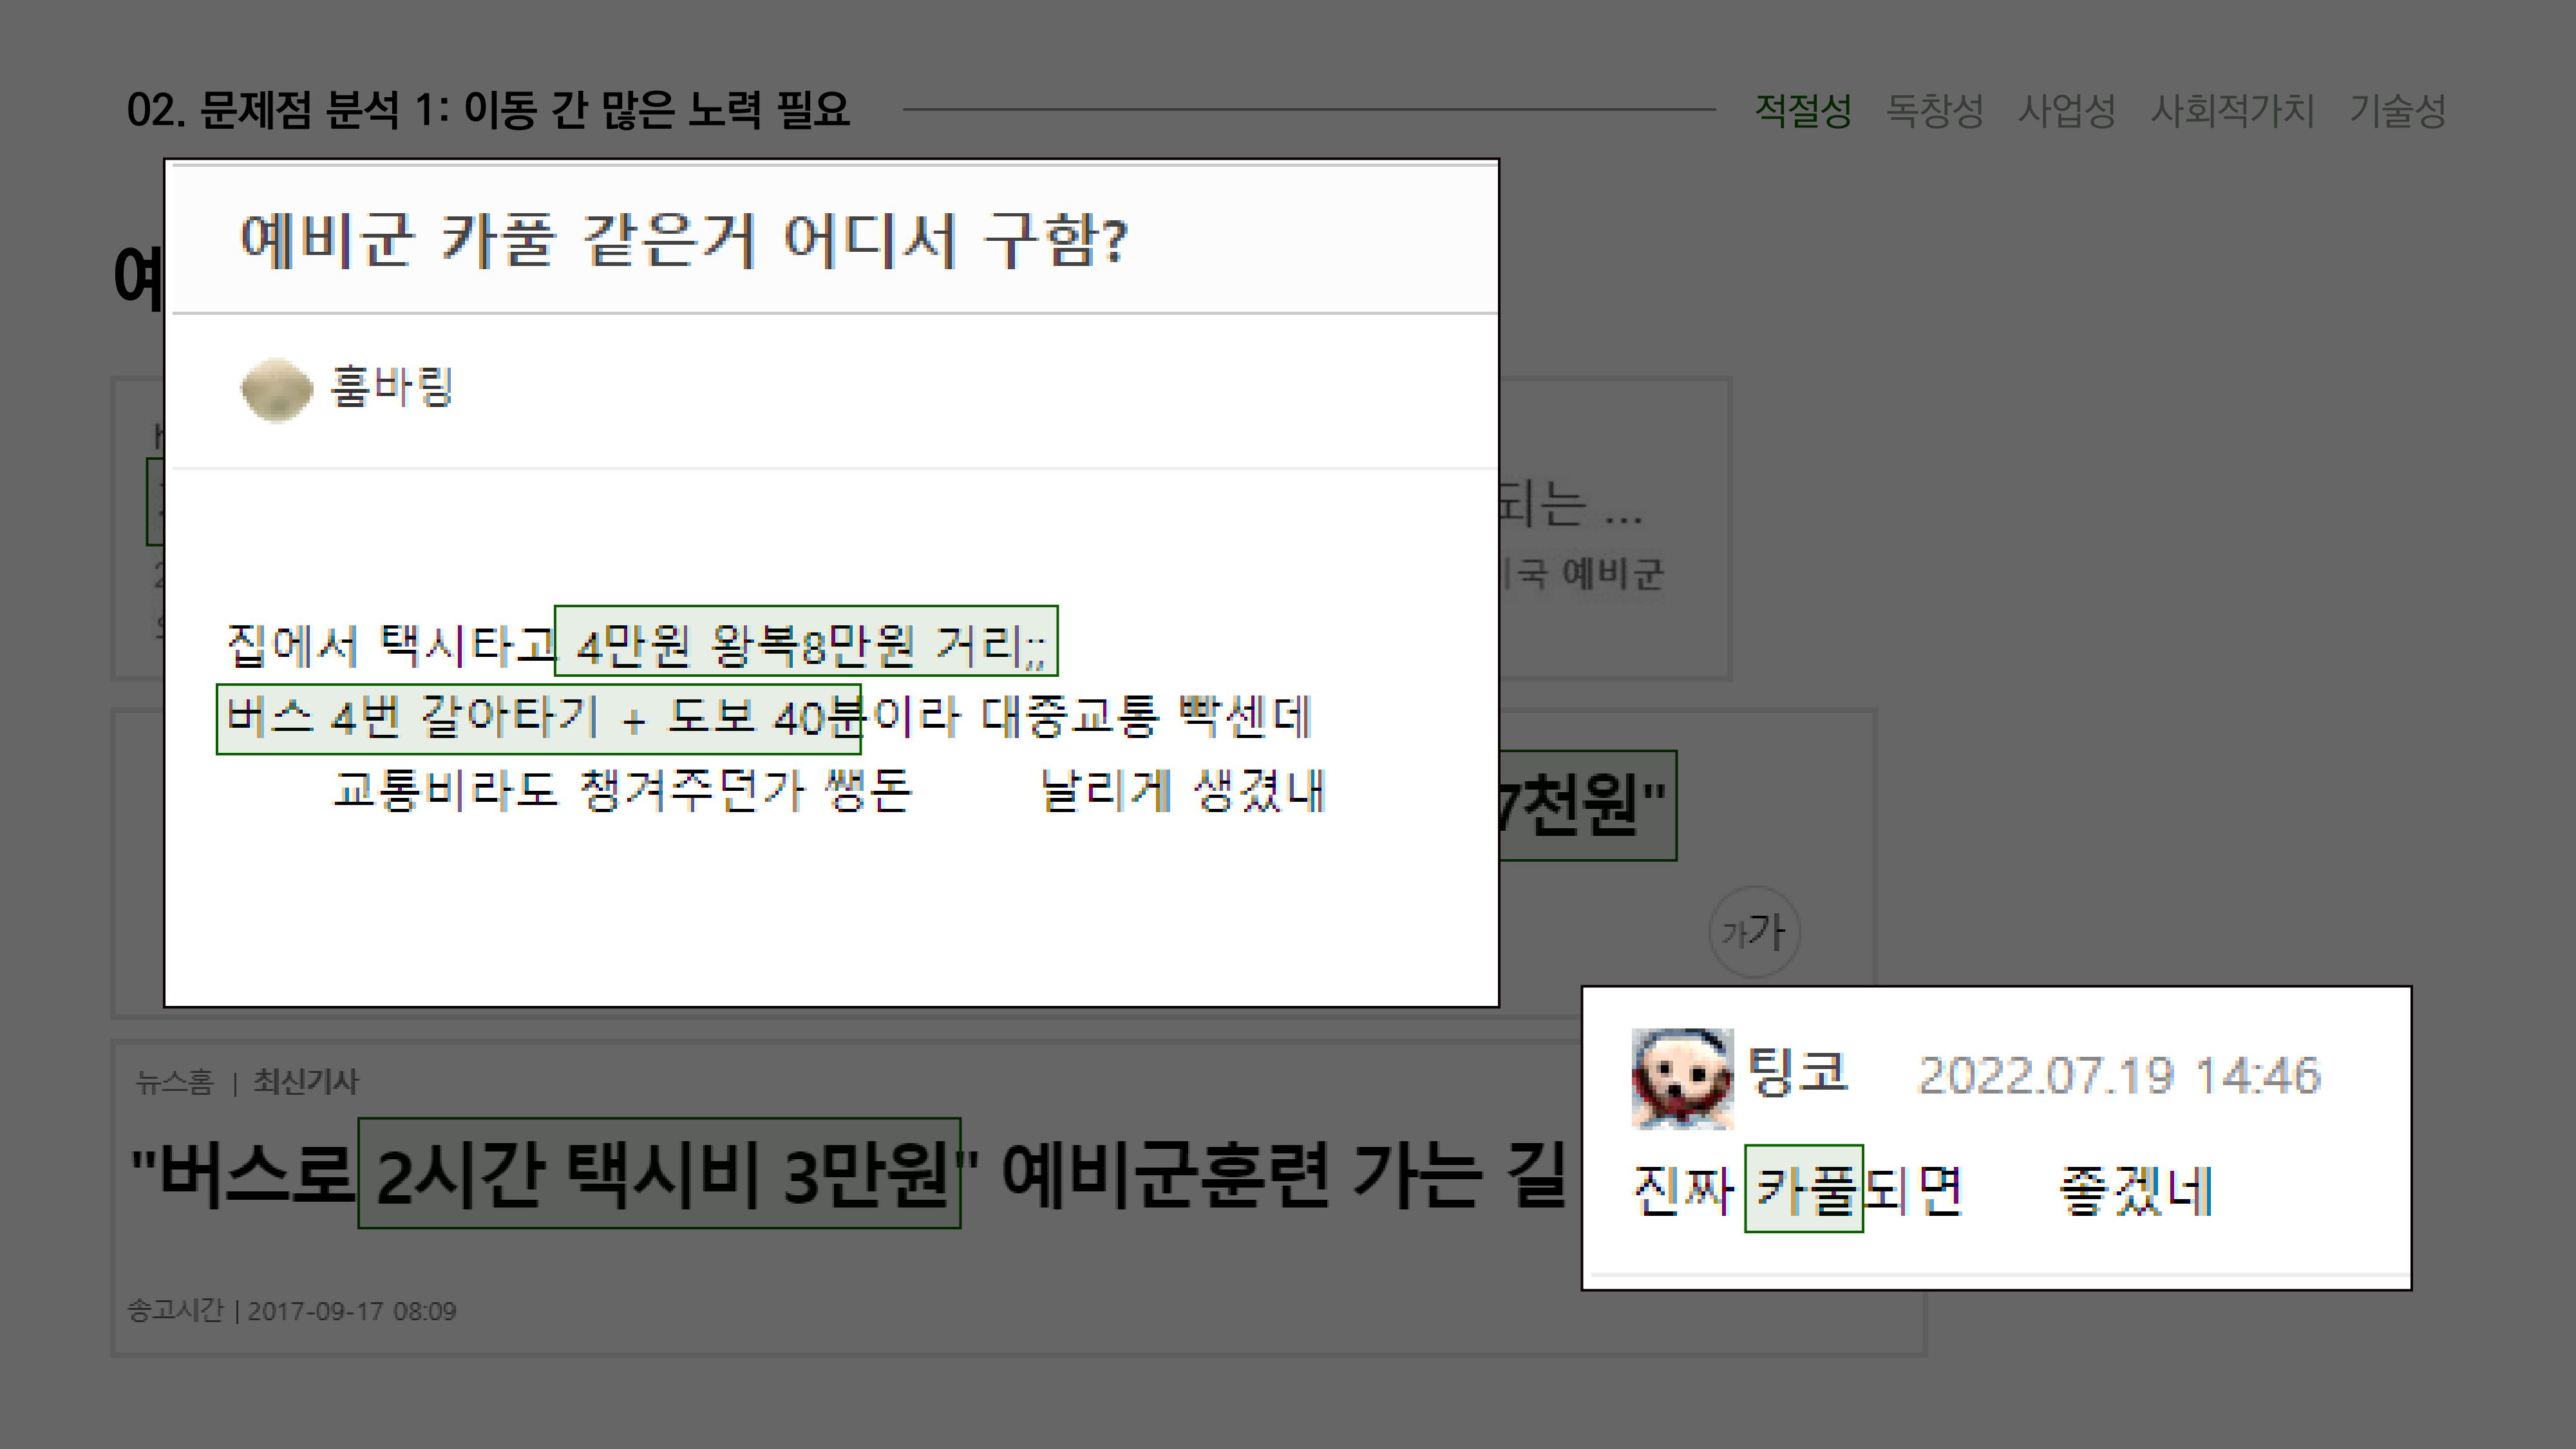 02. 문제점 분석 1: 이동 간 많은 노력 필요
적절성 독창성 사업성 사회적가치 기술성
예비군 카풀 같은거 어디서 구함?
훔바링
되는 ...
국 예비군
집에서 택시타고 4만원 왕복8만원 거리;;
버스 4번 갈아타기 + 도보 40분이라 대중교통 빡센데
교통비라도 챙겨주던가 쌩돈 날리게 생겼내
7천원"
가가
뉴스홈 | 최신기사
"버스로 2시간 택시비 3만원" 예비군훈련 가는 길
송고시간 | 2017-09-17 08:09
팅코 2022.07.19 14:46
진짜 카풀되면 좋겠네